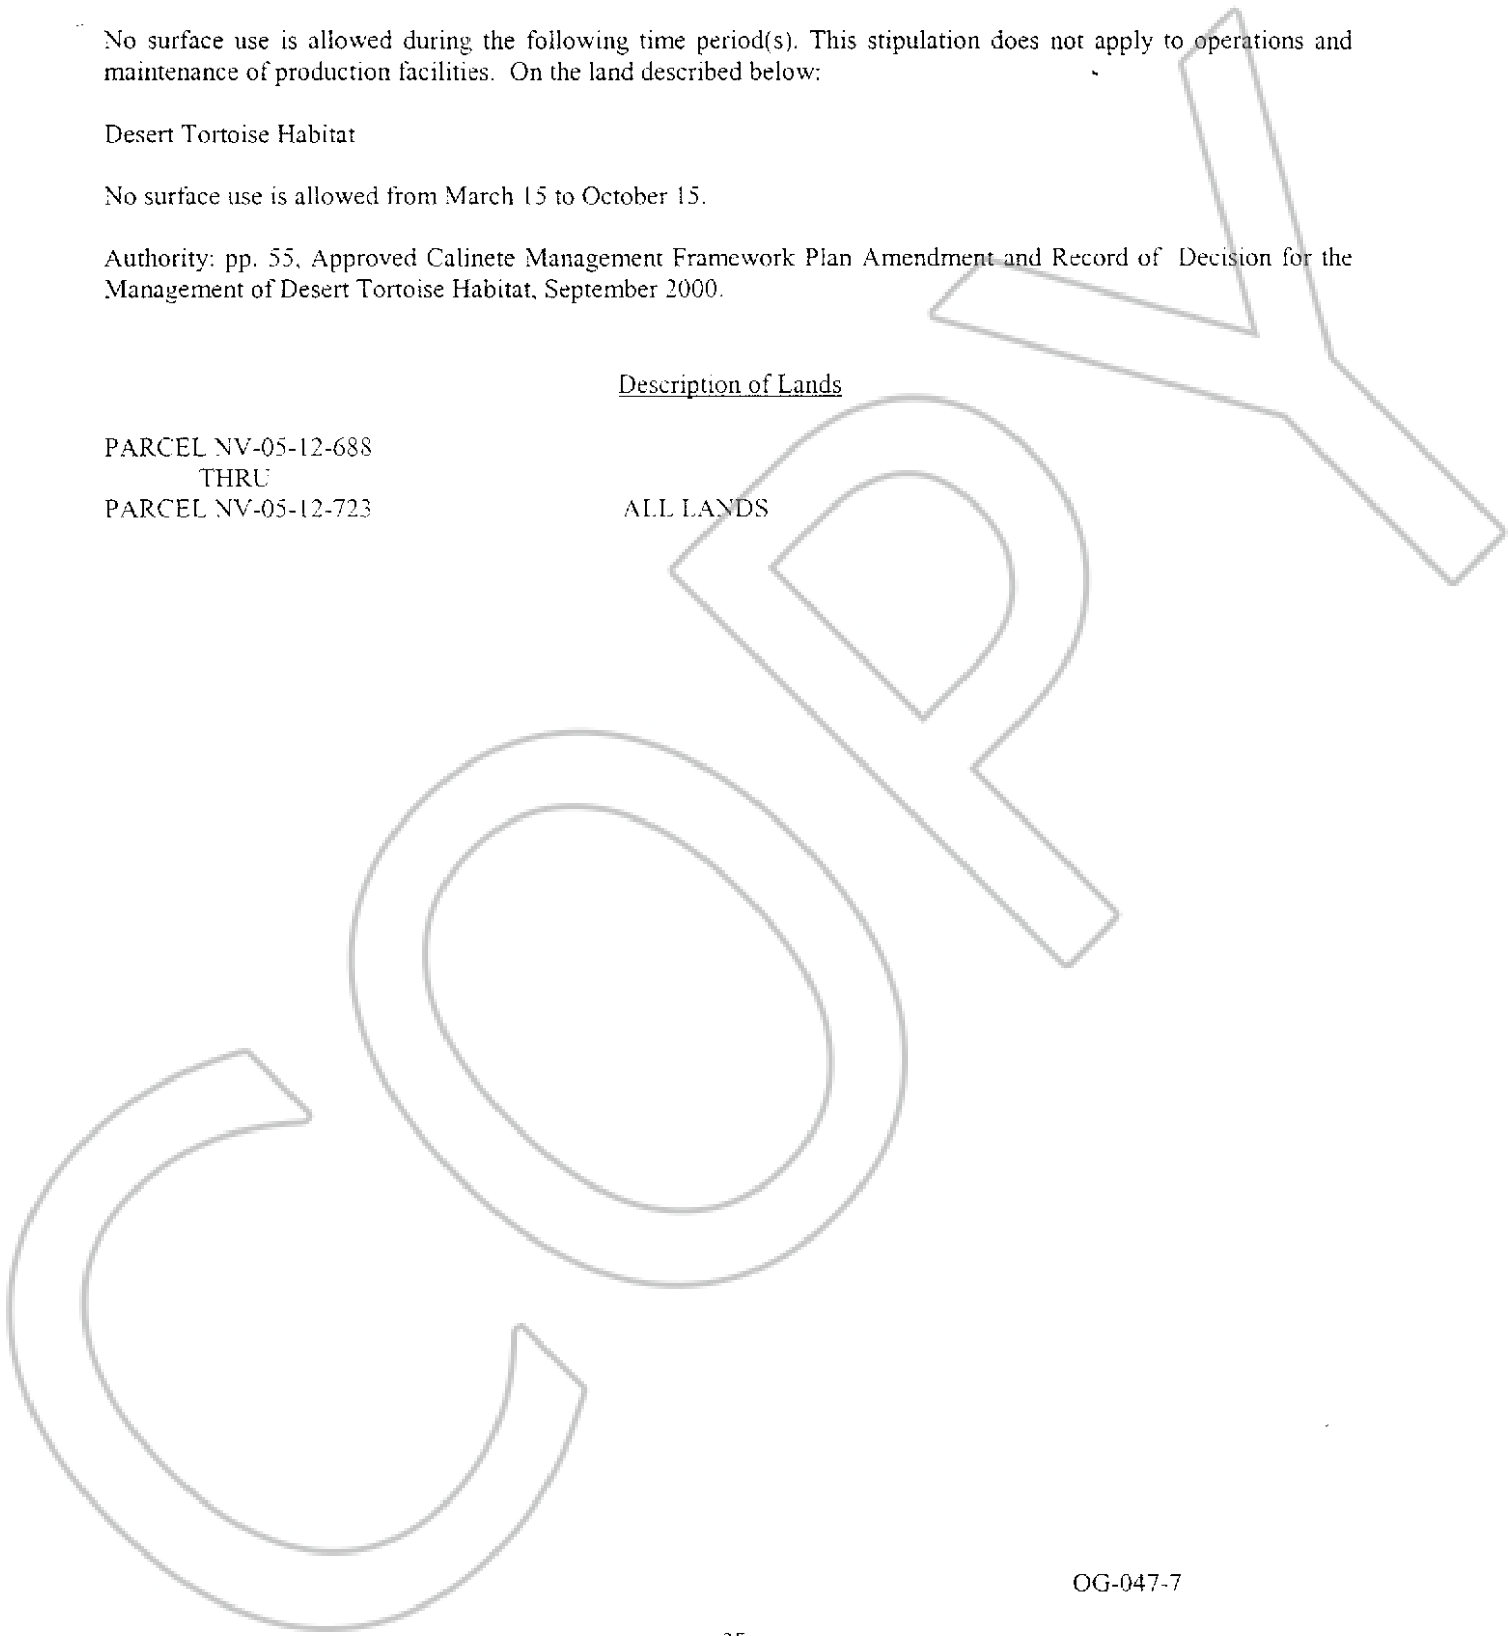 No surface use is allowed during the following time period(s). This stipulation does not apply to operations and
maintenance of production facilities. On the land described below:
Desert Tortoise Habitat
No surface use is allowed from March 15 to October 15.
Authority: pp. 55, Approved Calinete Management Framework Plan Amendment and Record of Decision for the
Management of Desert Tortoise Habitat, September 2000.
Description of Lands
PARCEL NV-05-12-688
THRU
PARCEL NV-05-12-723 ALL LANDS
COPY
OG-047-7